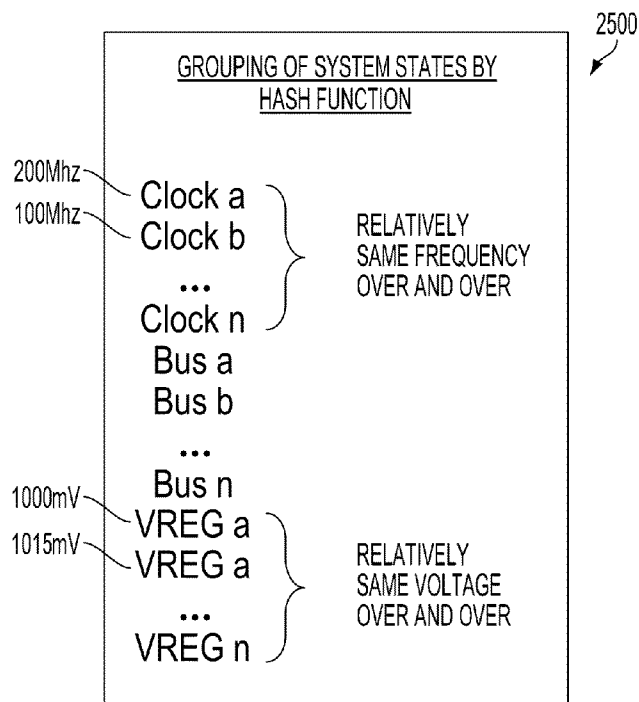 2500
GROUPING OF SYSTEM STATES BY
HASH FUNCTION
200Mhz
Clock a
100Mhz
Clock b
...
Clock n
RELATIVELY
SAME FREQUENCY
OVER AND OVER
Bus a
Bus b
...
Bus n
1000mV
VREG a
1015mV
VREG a
...
VREG n
RELATIVELY
SAME VOLTAGE
OVER AND OVER